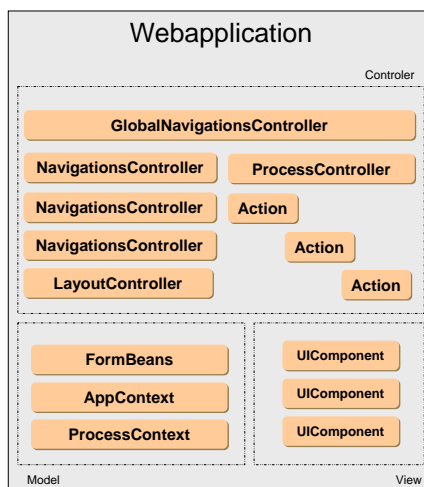 Webapplication
Controler
GlobalNavigationsController
NavigationsController
ProcessController
NavigationsController
Action
NavigationsController
Action
LayoutController
Action
FormBeans
UIComponent
AppContext
UIComponent
ProcessContext
UIComponent
Model
View